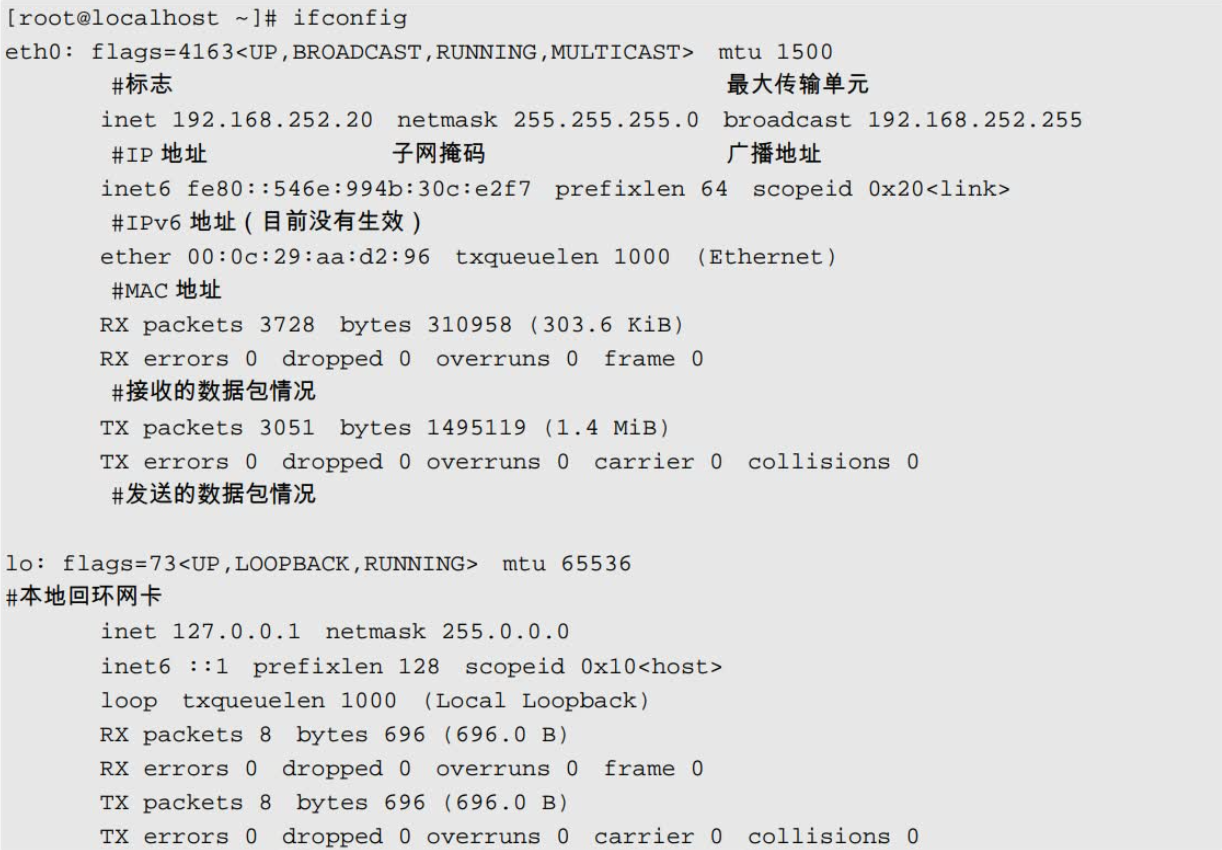 [root@localhost ~]# ifconfig
eth0: flags=4163<UP,BROADCAST,RUNNING,MULTICAST> mtu 1500
#标志 最大传输单元
inet 192.168.252.20 netmask 255.255.255.0 broadcast 192.168.252.255
#IP 地址 子网掩码 广播地址
inet6 fe80::546e:994b:30c:e2f7 prefixlen 64 scopeid 0x20<link>
#IPv6 地址(目前没有生效)
ether 00:0c:29:aa:d2:96 txqueuelen 1000 (Ethernet)
#MAC 地址
RX packets 3728 bytes 310958 (303.6 KiB)
RX errors 0 dropped 0 overruns 0 frame 0
#接收的数据包情况
TX packets 3051 bytes 1495119 (1.4 MiB)
TX errors 0 dropped 0 overruns 0 carrier 0 collisions 0
#发送的数据包情况
lo: flags=73<UP,LOOPBACK,RUNNING> mtu 65536
#本地回环网卡
inet 127.0.0.1 netmask 255.0.0.0
inet6 ::1 prefixlen 128 scopeid 0x10<host>
loop txqueuelen 1000 (Local Loopback)
RX packets 8 bytes 696 (696.0 B)
RX errors 0 dropped 0 overruns 0 frame 0
TX packets 8 bytes 696 (696.0 B)
TX errors 0 dropped 0 overruns 0 carrier 0 collisions 0